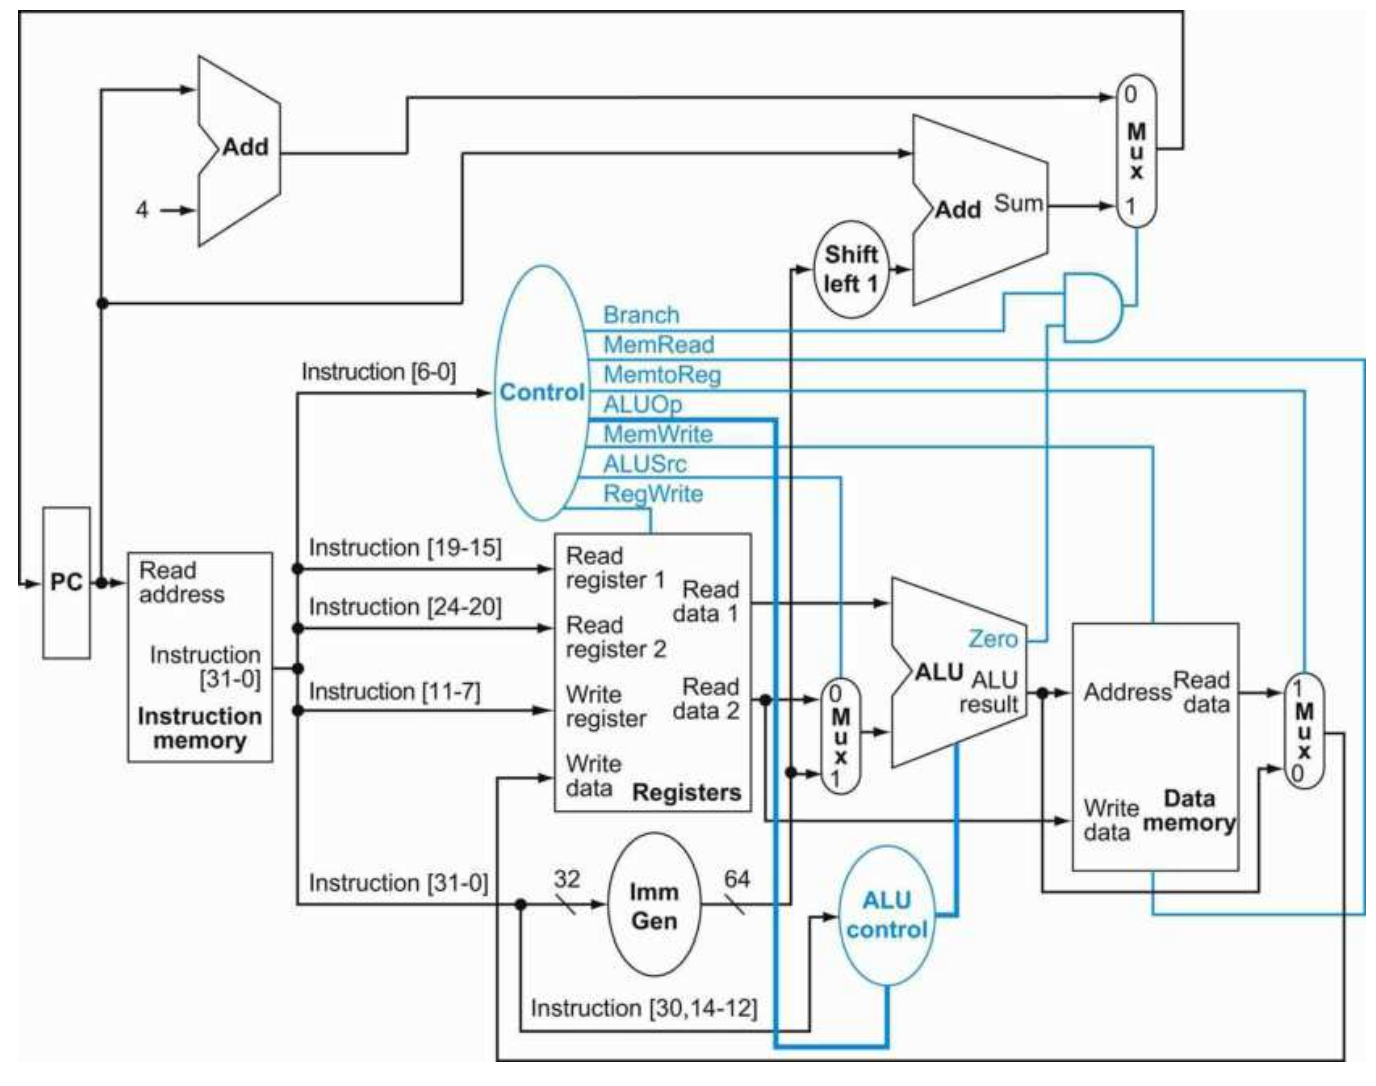 0
M
u
x
1
Add
4
Add
Sum
Shift
left 1
Branch
MemRead
MemtoReg
ALUOp
MemWrite
ALUSrc
RegWrite
Control
Instruction [6-0]
PC
Read
address
Instruction
[31-0]
Instruction
memory
Instruction [19-15]
Instruction [24-20]
Instruction [11-7]
Instruction [31-0]
Read
register 1
Read
register 2
Write
register
Write
data
Read
data 1
Read
data 2
Registers
0
M
u
x
1
Zero
ALU
ALU
result
Address
Read
data
Write
data
Data
memory
1
M
u
x
0
32
Imm
Gen
64
ALU
control
Instruction [30,14-12]